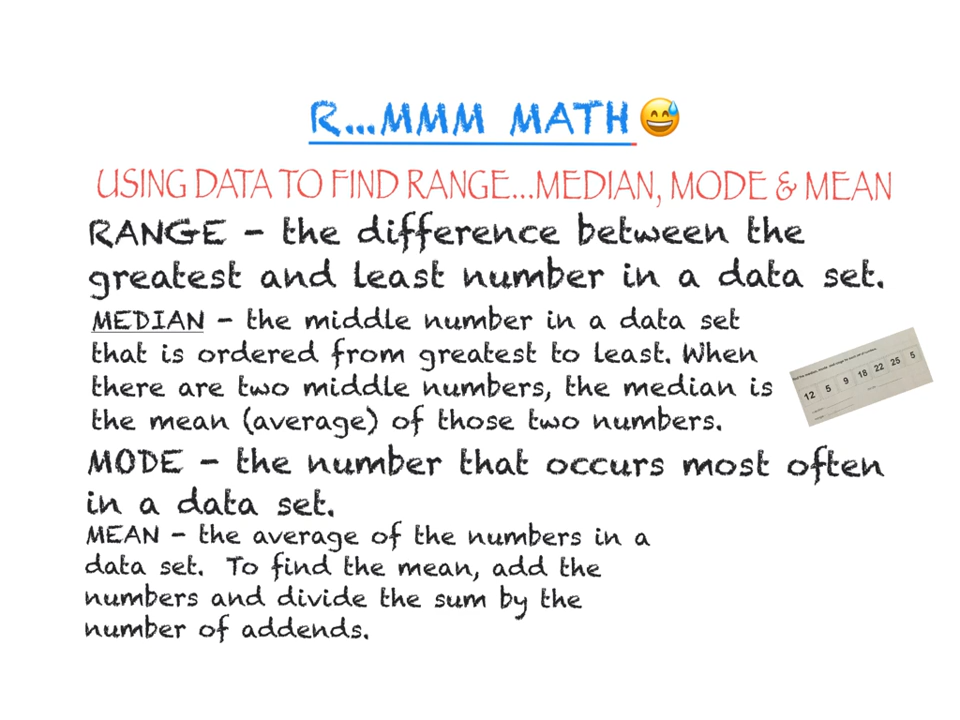 R...MMM MATH😅
USING DATA TO FIND RANGE...MEDIAN, MODE & MEAN
RANGE - the difference between the
greatest and least number in a data set.
MEDIAN - the middle number in a data set
that is ordered from greatest to least. When
there are two middle numbers, the median is
the mean (average) of those two numbers.
12 5 9 18 22 25 5
MODE - the number that occurs most often
in a data set.
MEAN - the average of the numbers in a
data set. To find the mean, add the
numbers and divide the sum by the
number of addends.